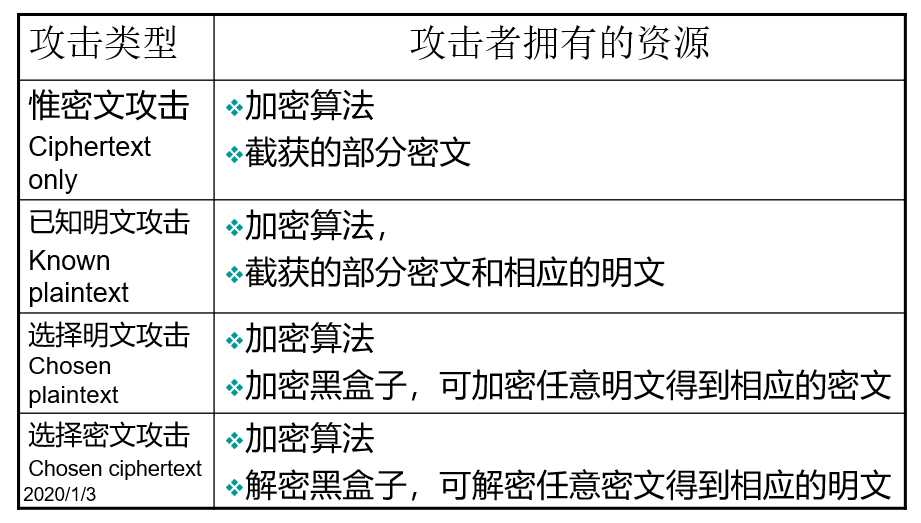 攻击类型
攻击者拥有的资源
惟密文攻击
Ciphertext
only
加密算法
截获的部分密文
已知明文攻击
Known
plaintext
加密算法，
截获的部分密文和相应的明文
选择明文攻击
Chosen
plaintext
加密算法
加密黑盒子，可加密任意明文得到相应的密文
选择密文攻击
Chosen ciphertext
2020/1/3
加密算法
解密黑盒子，可解密任意密文得到相应的明文